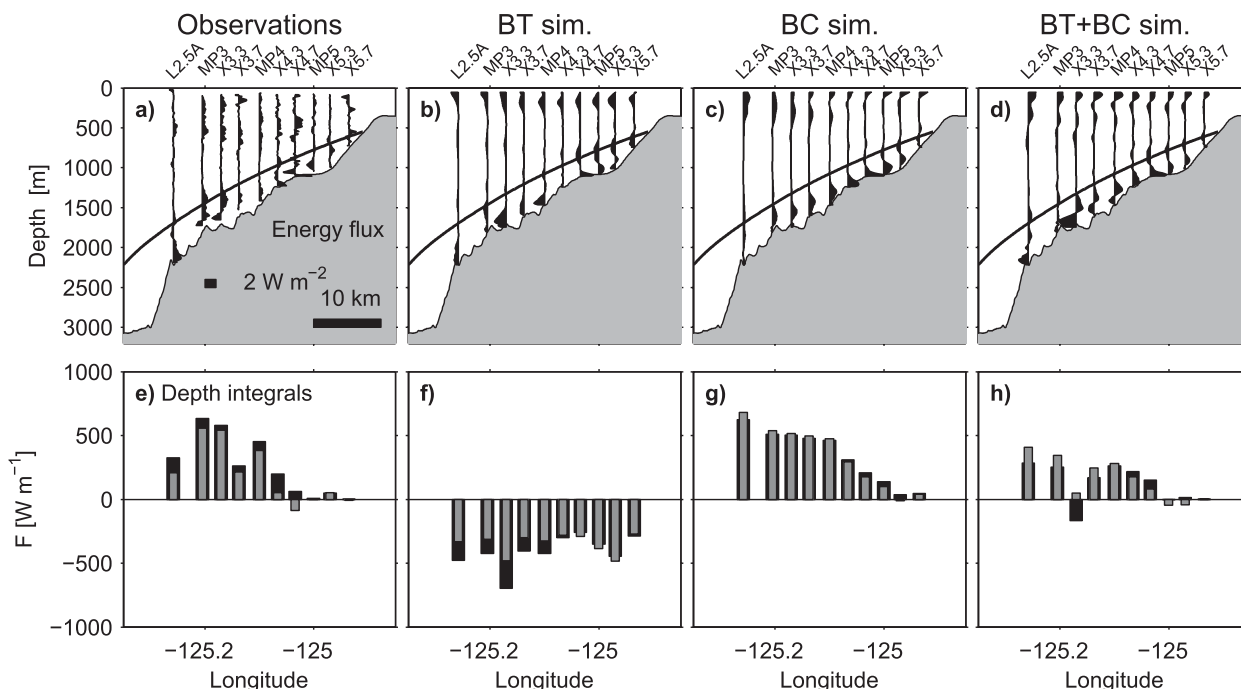 Observations BT sim. BC sim. BT+BC sim.
L2.5A MP3 X3.3 X3.7 MP4 X4.3 X4.7 MP5 X5.3 X5.7 L2.5A MP3 X3.3 X3.7 MP4 X4.3 X4.7 MP5 X5.3 X5.7 L2.5A MP3 X3.3 X3.7 MP4 X4.3 X4.7 MP5 X5.3 X5.7 L2.5A MP3 X3.3 X3.7 MP4 X4.3 X4.7 MP5 X5.3 X5.7
0
a) b) c) d)
500
1000
1500
2000
2500
3000
Depth [m]
Energy flux
2 W m−2
10 km
1000
e) Depth integrals f) g) h)
500
0
−500
−1000
F [W m−1]
−125.2 −125 −125.2 −125 −125.2 −125 −125.2 −125
Longitude Longitude Longitude Longitude